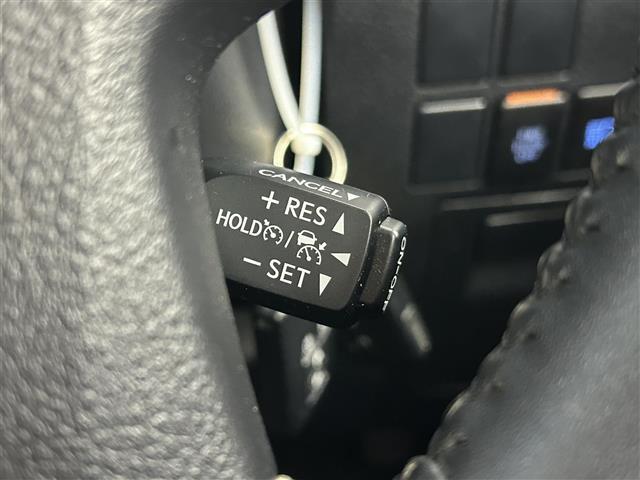 CANCEL
+ RES
HOLD /
- SET
ON-OFF